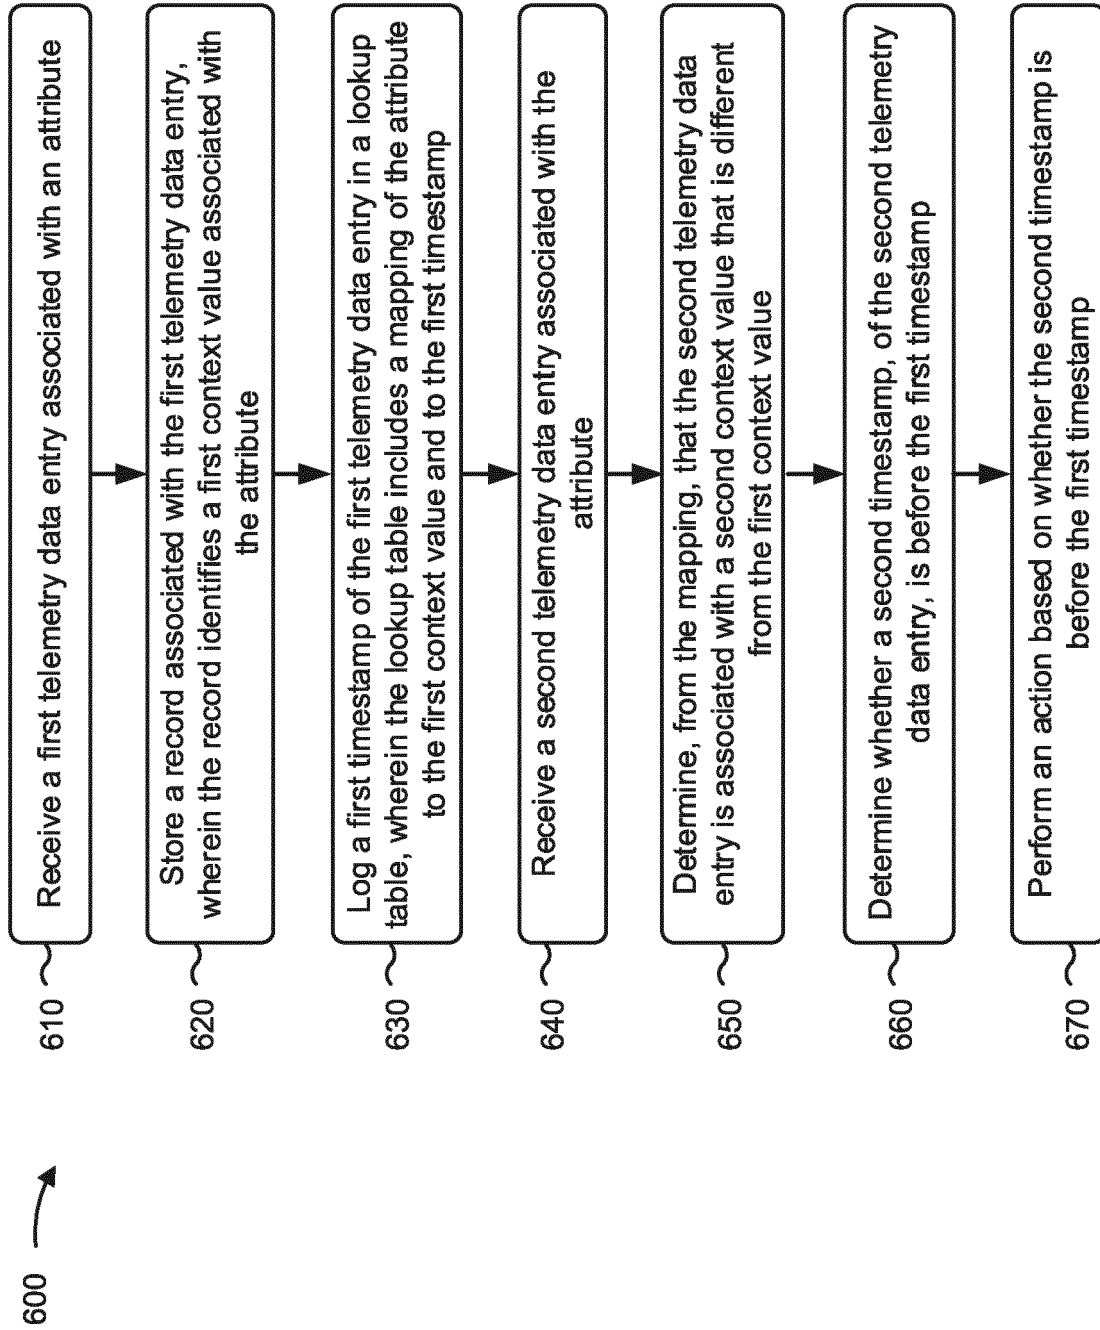 600
610
Receive a first telemetry data entry associated with an attribute
620
Store a record associated with the first telemetry data entry,
wherein the record identifies a first context value associated with
the attribute
630
Log a first timestamp of the first telemetry data entry in a lookup
table, wherein the lookup table includes a mapping of the attribute
to the first context value and to the first timestamp
640
Receive a second telemetry data entry associated with the
attribute
650
Determine, from the mapping, that the second telemetry data
entry is associated with a second context value that is different
from the first context value
660
Determine whether a second timestamp, of the second telemetry
data entry, is before the first timestamp
670
Perform an action based on whether the second timestamp is
before the first timestamp